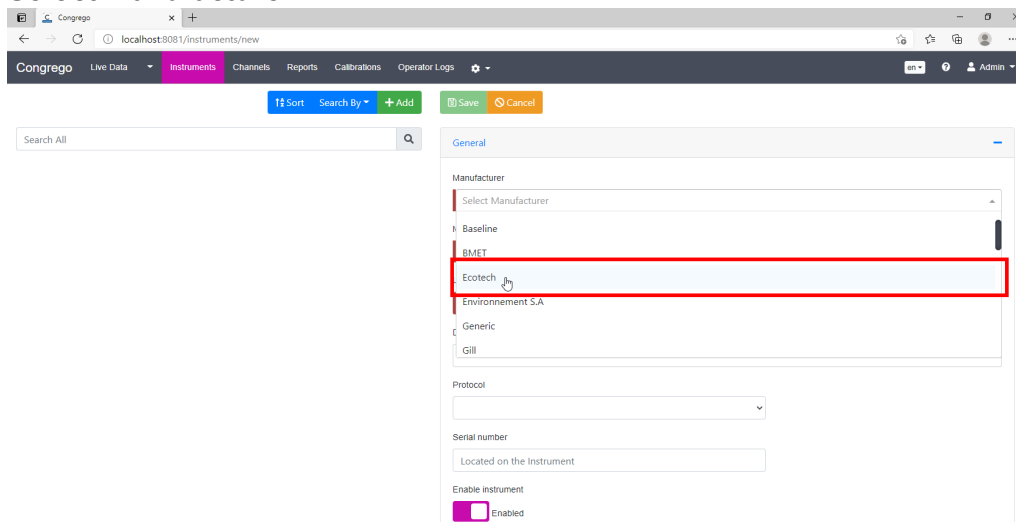 Congrego
localhost:8081/instruments/new
Congrego Live Data Instruments Channels Reports Calibrations Operator Logs en Admin
Sort Search By + Add Save Cancel
Search All
General
Manufacturer
Select Manufacturer
Baseline
BMET
Ecotech
Environnement S.A
Generic
Gill
Protocol
Serial number
Located on the Instrument
Enable instrument
Enabled